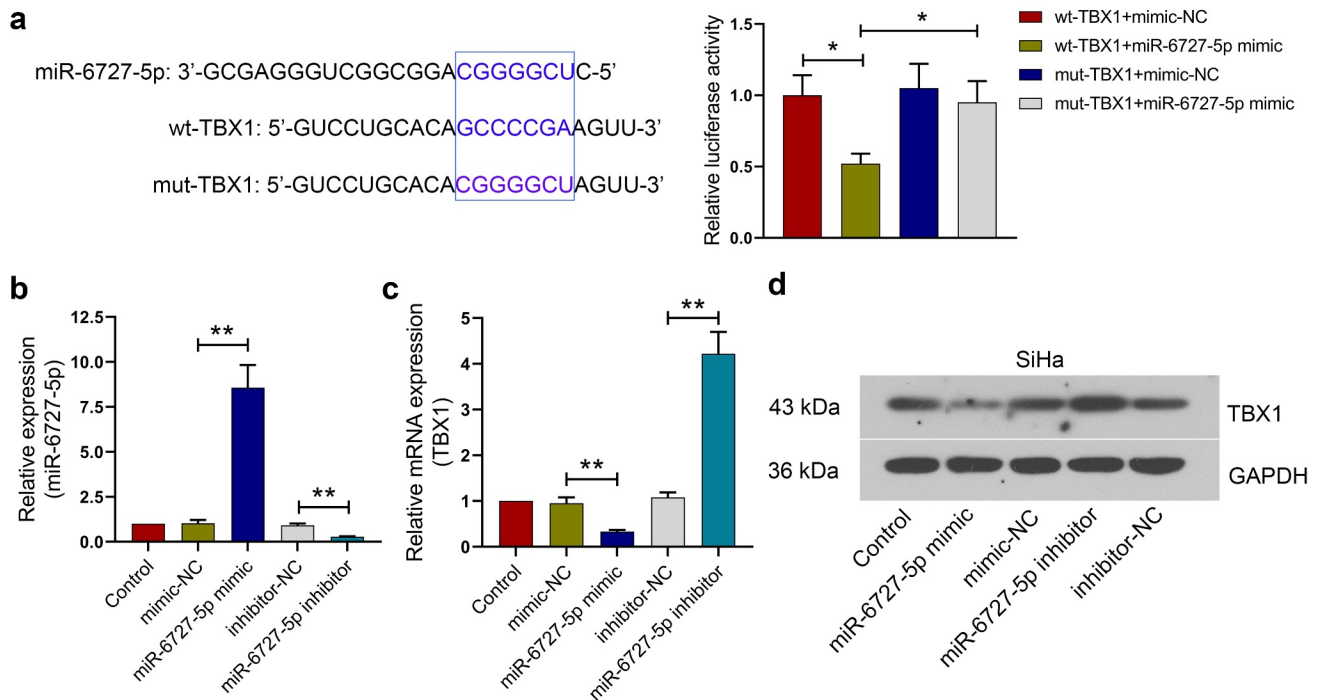 a
miR-6727-5p: 3’-GCGAGGGUCGGCGGACGGGGCUC-5’
wt-TBX1: 5’-GUCCUGCACAGCCCCGAAGUU-3’
mut-TBX1: 5’-GUCCUGCACACGGGGCUAGUU-3’
Relative luciferase activity
1.5
1.0
0.5
0.0
*
*
wt-TBX1+mimic-NC
wt-TBX1+miR-6727-5p mimic
mut-TBX1+mimic-NC
mut-TBX1+miR-6727-5p mimic
b
Relative expression
(miR-6727-5p)
12.5
10.0
7.5
5.0
2.5
0.0
**
**
Control
mimic-NC
miR-6727-5p mimic
inhibitor-NC
miR-6727-5p inhibitor
c
Relative mRNA expression
(TBX1)
5
4
3
2
1
0
**
**
Control
mimic-NC
miR-6727-5p mimic
inhibitor-NC
miR-6727-5p inhibitor
d
SiHa
43 kDa
TBX1
36 kDa
GAPDH
Control
miR-6727-5p mimic
mimic-NC
miR-6727-5p inhibitor
inhibitor-NC